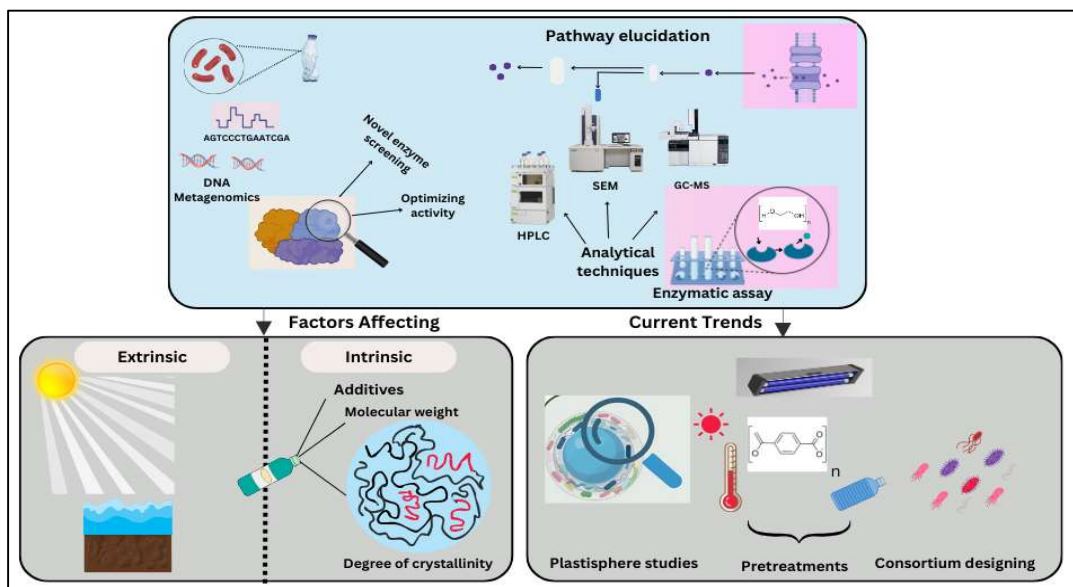 Pathway elucidation
AGTCCCTGAATCGA
DNA
Metagenomics
Novel enzyme
screening
Optimizing
activity
HPLC
SEM
GC-MS
Analytical
techniques
Enzymatic assay
H
O
OH
n
Factors Affecting
Current Trends
Extrinsic
Intrinsic
Additives
Molecular weight
Degree of crystallinity
O
O
O
n
Plastisphere studies
Pretreatments
Consortium designing